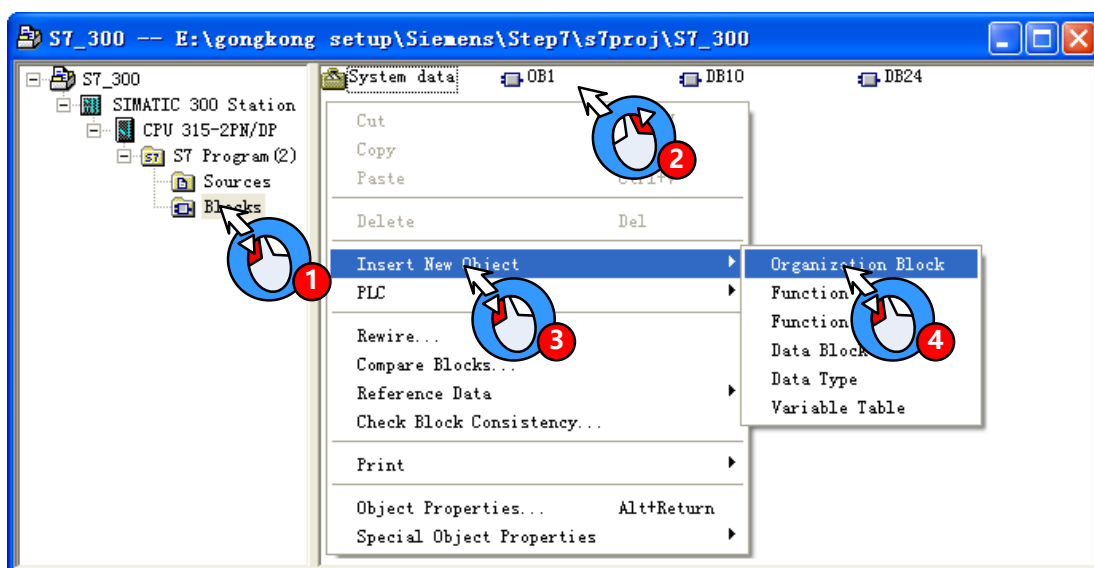 S7_300 -- E:\gongkong setup\Siemens\Step7\s7proj\S7_300
S7_300
SIMATIC 300 Station
CPU 315-2PN/DP
S7 Program(2)
Sources
Blocks
System data
OB1
DB10
DB24
Cut
Copy
Paste
Delete Del
Insert New Object
PLC
Rewire...
Compare Blocks...
Reference Data
Check Block Consistency...
Print
Object Properties... Alt+Return
Special Object Properties
Organization Block
Function
Function
Data Block
Data Type
Variable Table
1
2
3
4